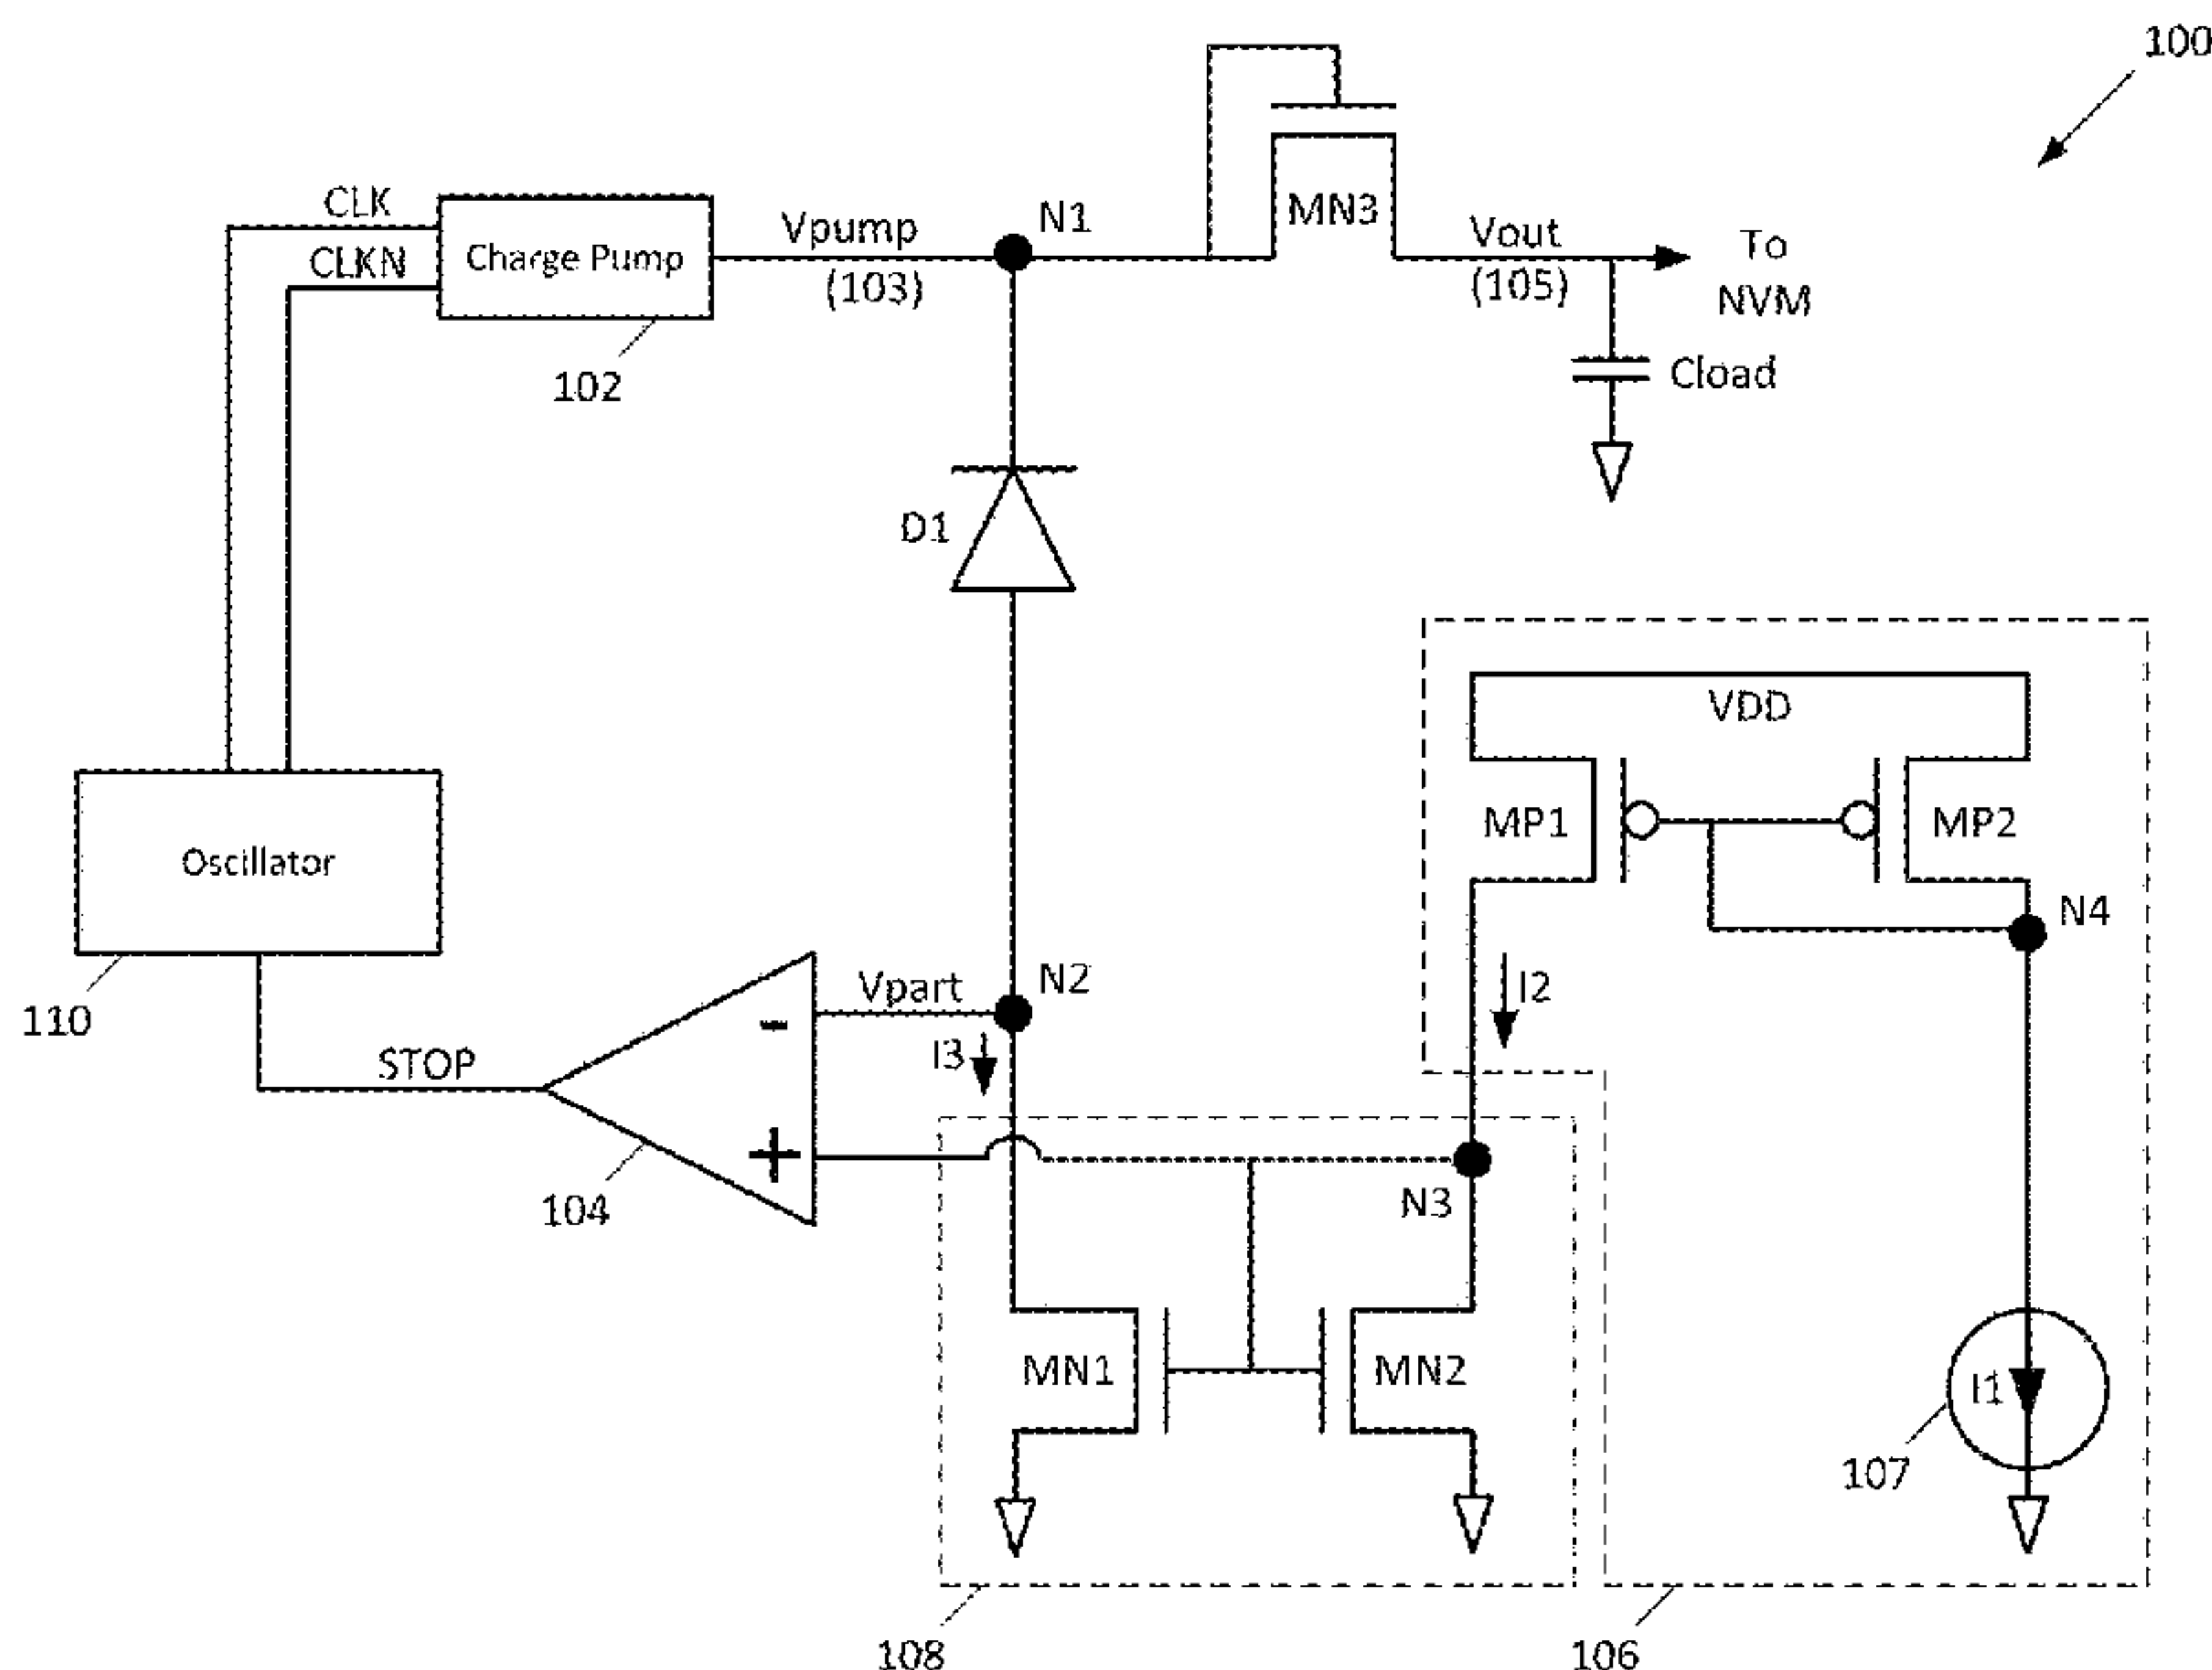 100
CLK
CLKN
Charge Pump
102
Vpump
(103)
N1
MN3
Vout
(105)
To
NVM
Cload
D1
VDD
MP1
MP2
N4
Oscillator
110
STOP
Vpart
N2
I3
I2
-
+
104
N3
MN1
MN2
I1
107
108
106